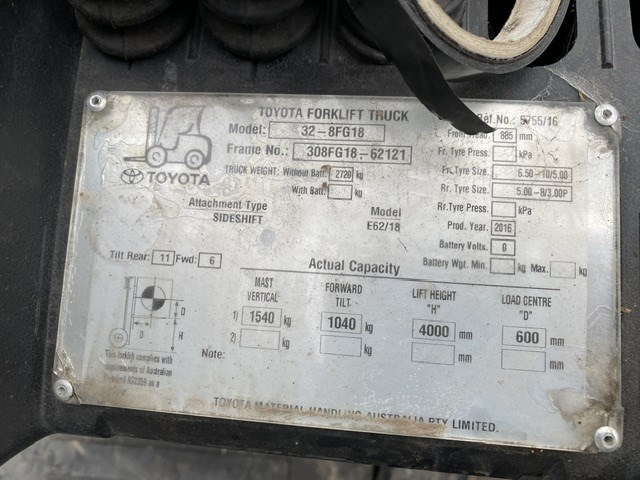 TOYOTA FORKLIFT TRUCK
Ref.No.: 5755/16
Model: 32-8FG18
Front Tread: 885 mm
Frame No.: 308FG18-62121
Fr. Tyre Press. kPa
TRUCK WEIGHT: Without Batt. 2720 kg
Fr. Tyre Size. 6.50-10/5.00
With Batt. kg
Rr. Tyre Size. 5.00-8/3.00P
TOYOTA
Rr. Tyre Press. kPa
Attachment Type
Model
Prod. Year. 2016
SIDESHIFT
E62/18
Battery Volts. 0
Tilt Rear: 11 Fwd: 6
Battery Wgt. Min. kg Max. kg
Actual Capacity
MAST VERTICAL
FORWARD TILT
LIFT HEIGHT "H"
LOAD CENTRE "D"
1) 1540 kg 1040 kg 4000 mm 600 mm
2) kg kg mm mm
D
H
Note:
This forklift complies with
requirements of Australian
Standard AS2359 as a
TOYOTA MATERIAL HANDLING AUSTRALIA PTY LIMITED.